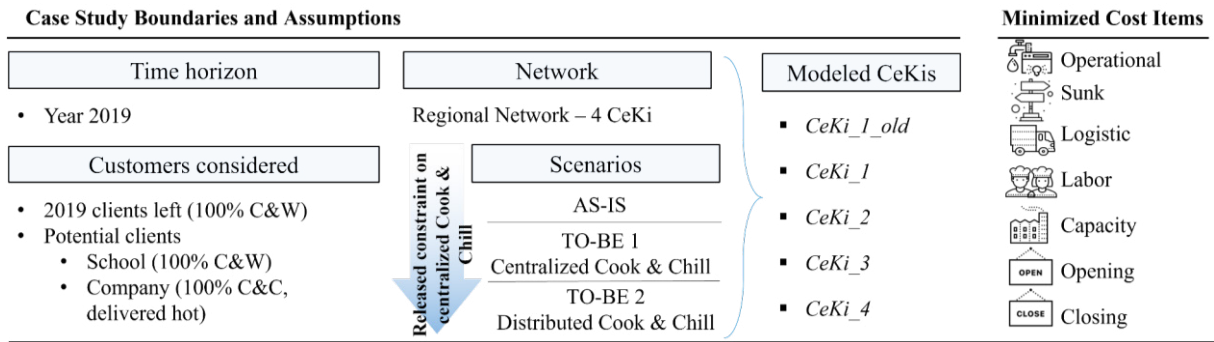 Case Study Boundaries and Assumptions
Time horizon
• Year 2019
Customers considered
• 2019 clients left (100% C&W)
• Potential clients
• School (100% C&W)
• Company (100% C&C,
delivered hot)
Network
Regional Network – 4 CeKi
Released constraint on
centralized Cook &
Chill
Scenarios
AS-IS
TO-BE 1
Centralized Cook & Chill
TO-BE 2
Distributed Cook & Chill
Modeled CeKis
▪ CeKi_1_old
▪ CeKi_1
▪ CeKi_2
▪ CeKi_3
▪ CeKi_4
Minimized Cost Items
Operational
Sunk
Logistic
Labor
Capacity
OPEN
Opening
CLOSE
Closing